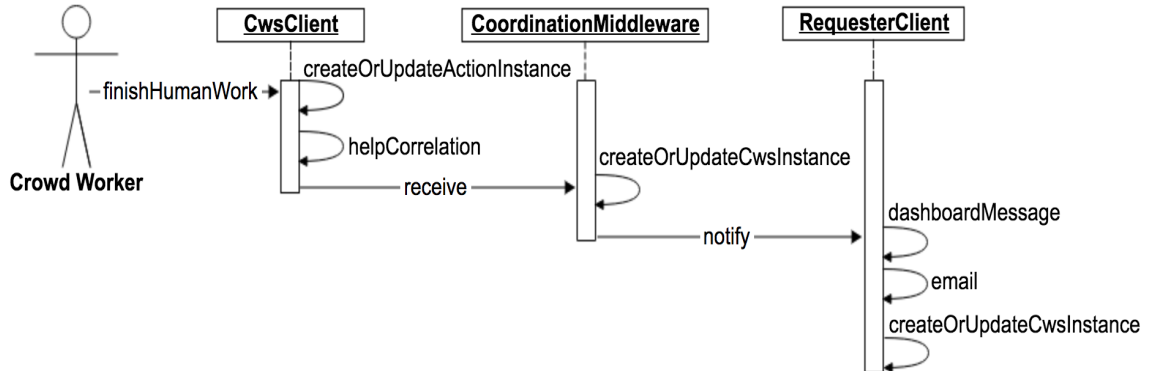 CwsClient
CoordinationMiddleware
RequesterClient
createOrUpdateActionInstance
finishHumanWork
helpCorrelation
createOrUpdateCwsInstance
Crowd Worker
receive
dashboardMessage
notify
email
createOrUpdateCwsInstance